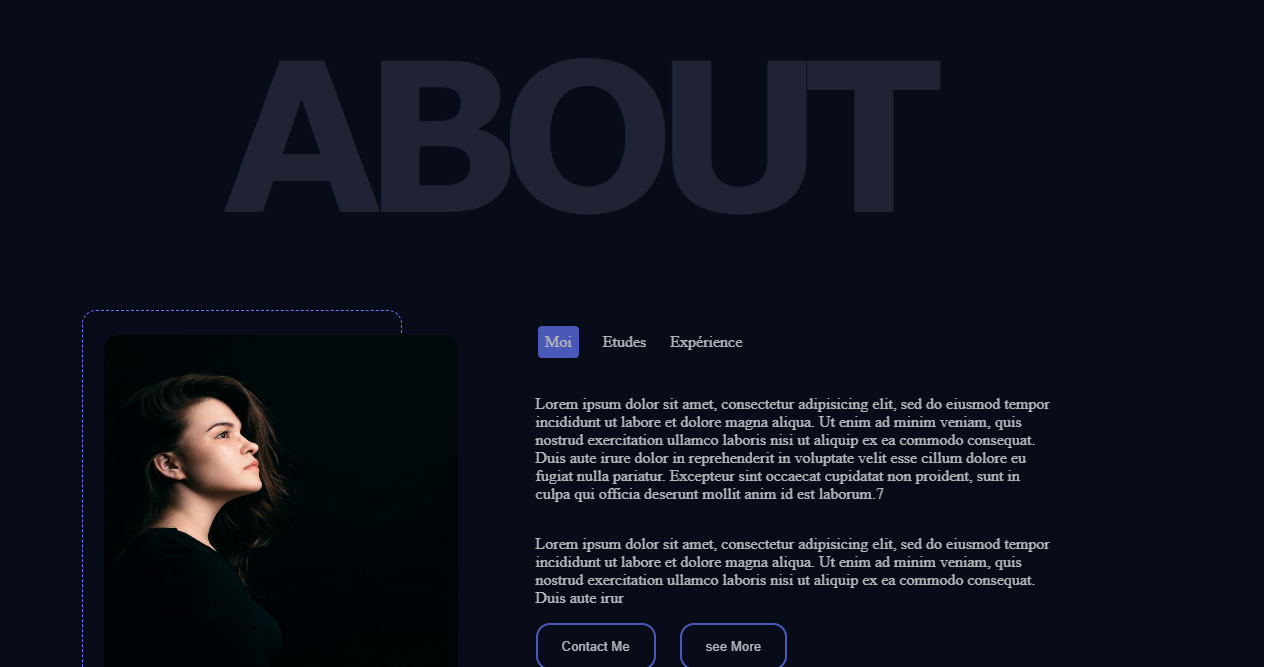 ABOUT
Moi Etudes Expérience
Lorem ipsum dolor sit amet, consectetur adipisicing elit, sed do eiusmod tempor
incididunt ut labore et dolore magna aliqua. Ut enim ad minim veniam, quis
nostrud exercitation ullamco laboris nisi ut aliquip ex ea commodo consequat.
Duis aute irure dolor in reprehenderit in voluptate velit esse cillum dolore eu
fugiat nulla pariatur. Excepteur sint occaecat cupidatat non proident, sunt in
culpa qui officia deserunt mollit anim id est laborum.7
Lorem ipsum dolor sit amet, consectetur adipisicing elit, sed do eiusmod tempor
incididunt ut labore et dolore magna aliqua. Ut enim ad minim veniam, quis
nostrud exercitation ullamco laboris nisi ut aliquip ex ea commodo consequat.
Duis aute irur
Contact Me see More